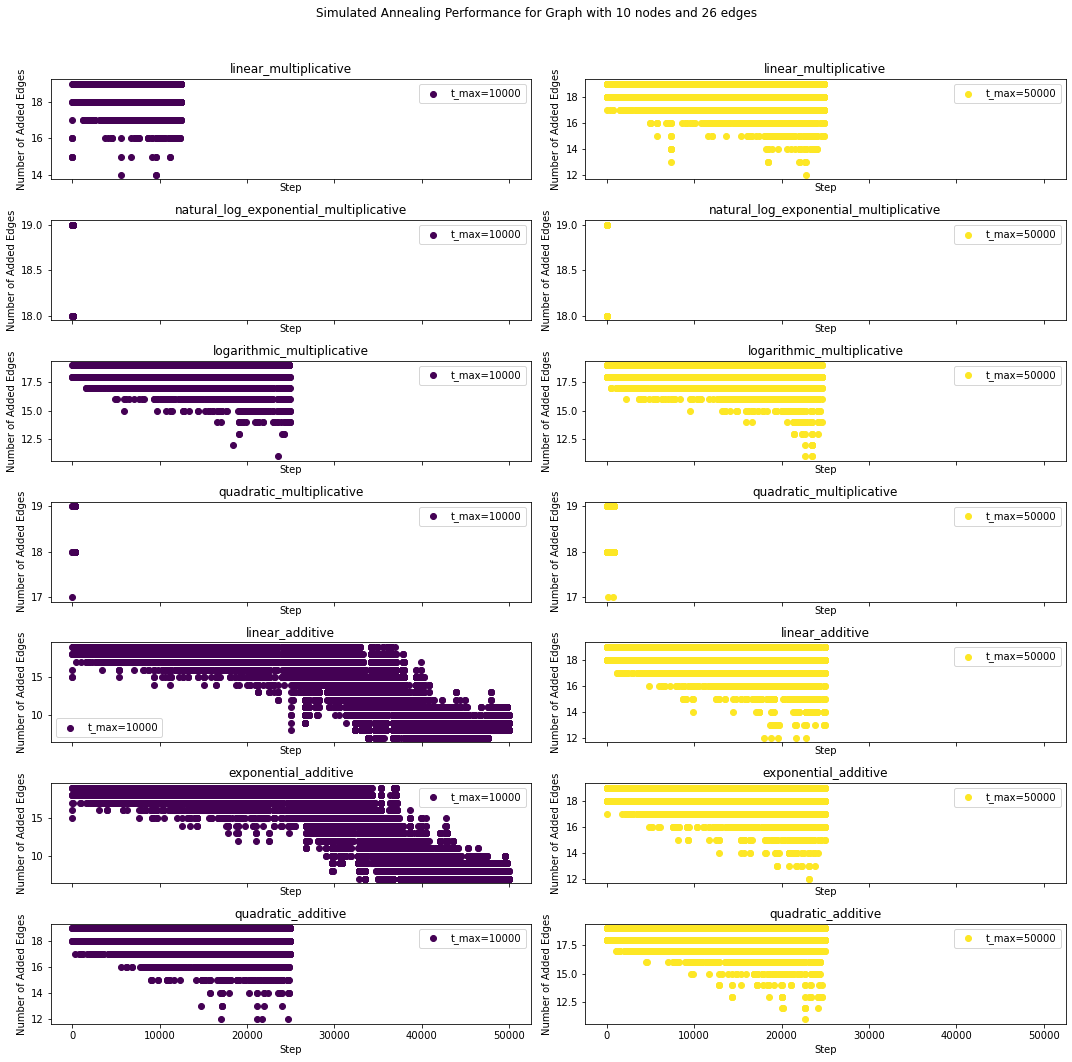 Simulated Annealing Performance for Graph with 10 nodes and 26 edges
linear_multiplicative
Number of Added Edges
18
16
14
t_max=10000
Step
linear_multiplicative
Number of Added Edges
18
16
14
12
t_max=50000
Step
natural_log_exponential_multiplicative
Number of Added Edges
19.0
18.5
18.0
t_max=10000
Step
natural_log_exponential_multiplicative
Number of Added Edges
19.0
18.5
18.0
t_max=50000
Step
logarithmic_multiplicative
Number of Added Edges
17.5
15.0
12.5
t_max=10000
Step
logarithmic_multiplicative
Number of Added Edges
17.5
15.0
12.5
t_max=50000
Step
quadratic_multiplicative
Number of Added Edges
19
18
17
t_max=10000
Step
quadratic_multiplicative
Number of Added Edges
19
18
17
t_max=50000
Step
linear_additive
Number of Added Edges
15
10
t_max=10000
Step
linear_additive
Number of Added Edges
18
16
14
12
t_max=50000
Step
exponential_additive
Number of Added Edges
15
10
t_max=10000
Step
exponential_additive
Number of Added Edges
18
16
14
12
t_max=50000
Step
quadratic_additive
Number of Added Edges
18
16
14
12
t_max=10000
0 10000 20000 30000 40000 50000
Step
quadratic_additive
Number of Added Edges
17.5
15.0
12.5
t_max=50000
0 10000 20000 30000 40000 50000
Step